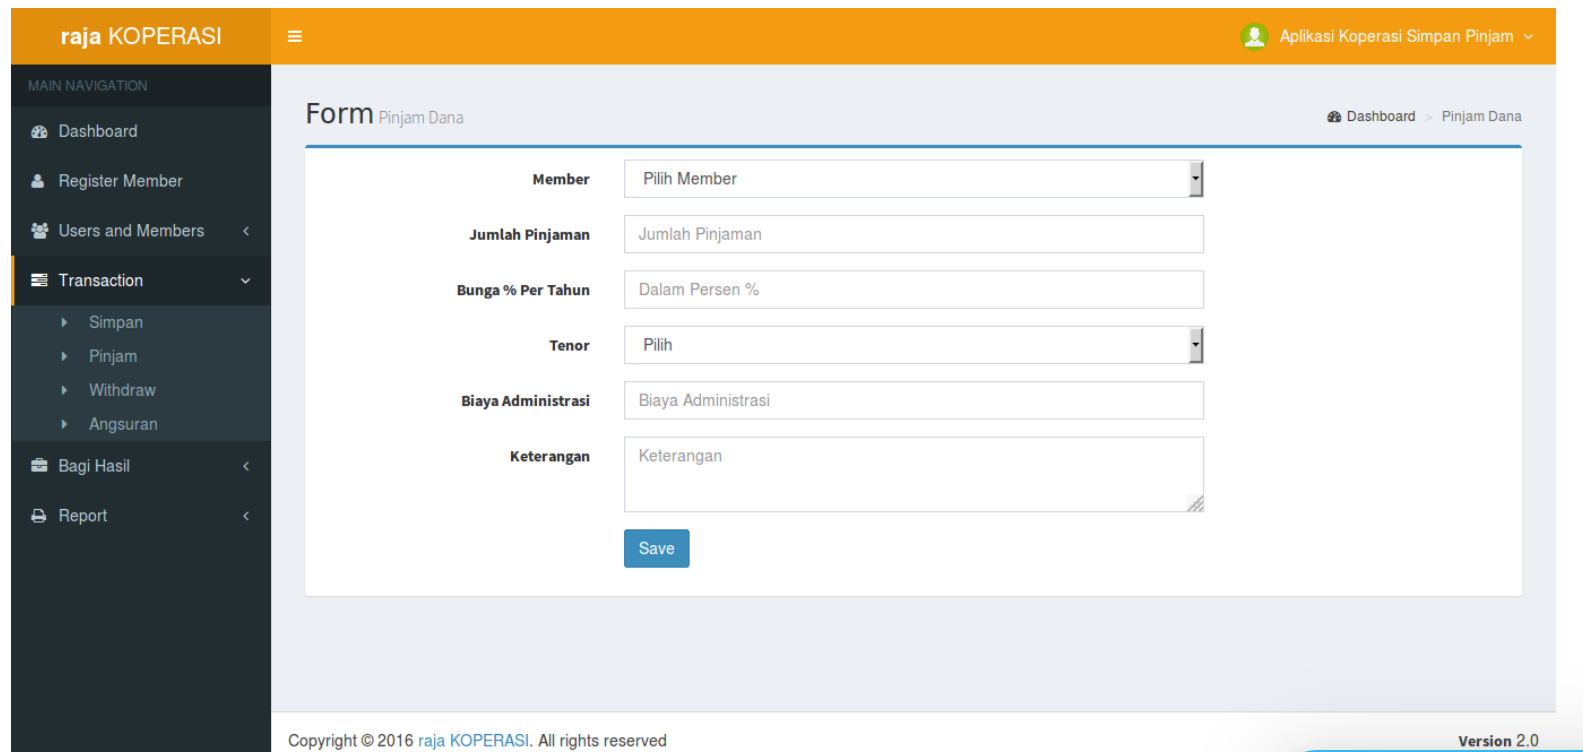 raja KOPERASI
Aplikasi Koperasi Simpan Pinjam
MAIN NAVIGATION
Dashboard
Register Member
Users and Members
Transaction
Simpan
Pinjam
Withdraw
Angsuran
Bagi Hasil
Report
Form Pinjam Dana
Dashboard > Pinjam Dana
Member Pilih Member
Jumlah Pinjaman Jumlah Pinjaman
Bunga % Per Tahun Dalam Persen %
Tenor Pilih
Biaya Administrasi Biaya Administrasi
Keterangan Keterangan
Save
Copyright © 2016 raja KOPERASI. All rights reserved
Version 2.0